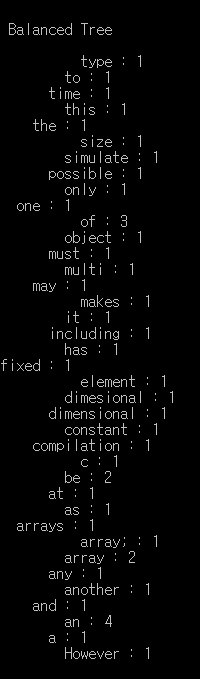 Balanced Tree
type : 1
to : 1
time : 1
this : 1
the : 1
size : 1
simulate : 1
possible : 1
only : 1
one : 1
of : 3
object : 1
must : 1
multi : 1
may : 1
makes : 1
it : 1
including : 1
has : 1
fixed : 1
element : 1
dimesional : 1
dimensional : 1
constant : 1
compilation : 1
c : 1
be : 2
at : 1
as : 1
arrays : 1
array; : 1
array : 2
any : 1
another : 1
and : 1
an : 4
a : 1
However : 1